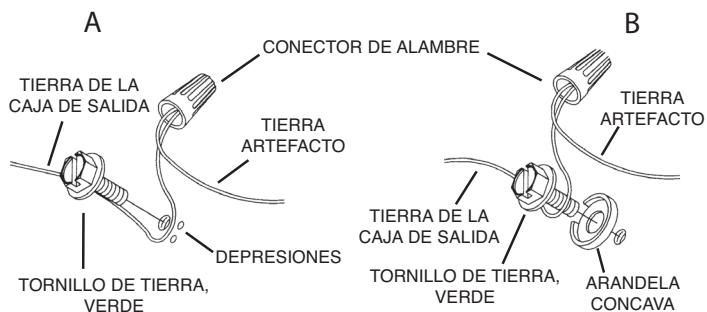 A
B
CONECTOR DE ALAMBRE
TIERRA DE LA
CAJA DE SALIDA
TIERRA
ARTEFACTO
DEPRESIONES
TORNILLO DE TIERRA,
VERDE
TIERRA
ARTEFACTO
TIERRA DE LA
CAJA DE SALIDA
TORNILLO DE TIERRA,
VERDE
ARANDELA
CONCAVA